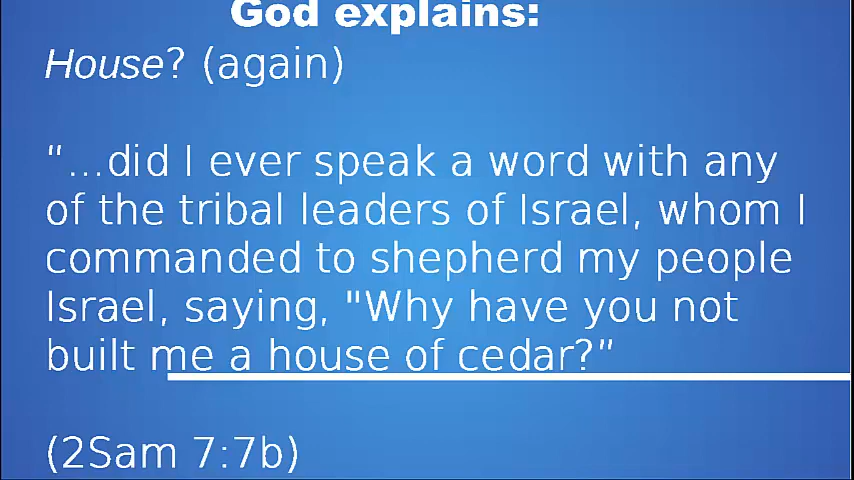 God explains:
House? (again)
"...did I ever speak a word with any
of the tribal leaders of Israel, whom I
commanded to shepherd my people
Israel, saying, "Why have you not
built me a house of cedar?”
(2Sam 7:7b)